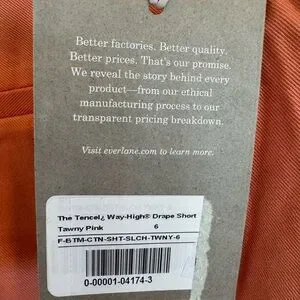 Better factories. Better quality.
Better prices. That's our promise.
We reveal the story behind every
product—from our ethical
manufacturing process to our
transparent pricing breakdown.
Visit everlane.com to learn more.
The Tencel¿ Way-High® Drape Short
Tawny Pink 6
F-BTM-CTN-SHT-SLCH-TWNY-6
0-00001-04174-3